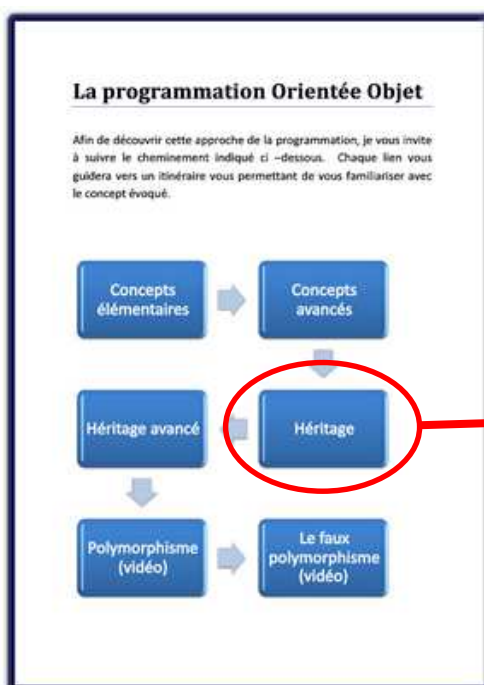 La programmation Orientée Objet
Afin de découvrir cette approche de la programmation, je vous invite
à suivre le cheminement indiqué ci –dessous. Chaque lien vous
guidera vers un itinéraire vous permettant de vous familiariser avec
le concept évoqué.
Concepts
élémentaires
Concepts
avancés
Héritage
Héritage avancé
Polymorphisme
(vidéo)
Le faux
polymorphisme
(vidéo)